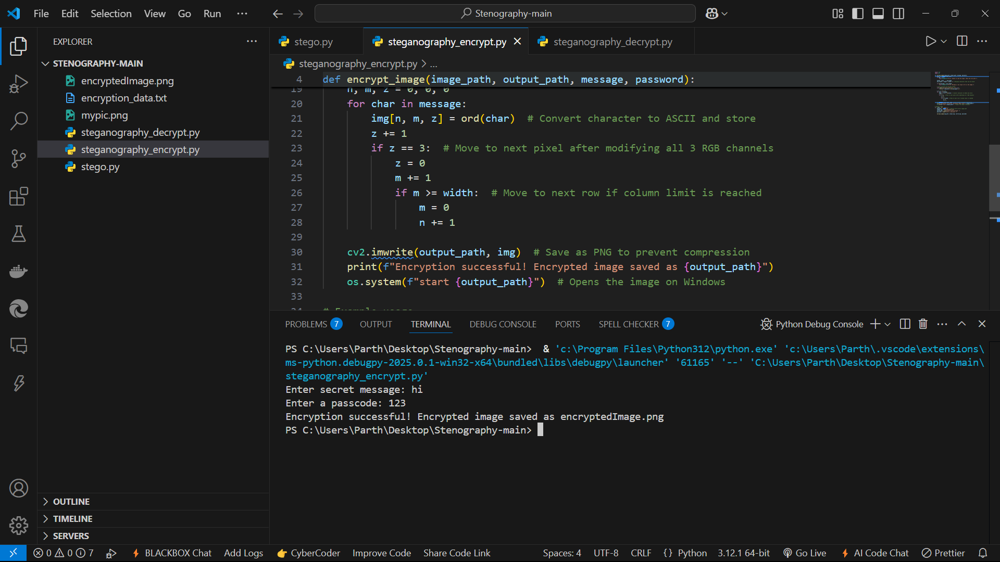 File Edit Selection View Go Run ...
Stenography-main
EXPLORER ...
STENOGRAPHY-MAIN
encryptedImage.png
encryption_data.txt
mypic.png
steganography_decrypt.py
steganography_encrypt.py
stego.py
OUTLINE
TIMELINE
SERVERS
stego.py steganography_encrypt.py steganography_decrypt.py
steganography_encrypt.py > ...
4 def encrypt_image(image_path, output_path, message, password):
19 n, m, z = 0, 0, 0
20 for char in message:
21 img[n, m, z] = ord(char) # Convert character to ASCII and store
22 z += 1
23 if z == 3: # Move to next pixel after modifying all 3 RGB channels
24 z = 0
25 m += 1
26 if m >= width: # Move to next row if column limit is reached
27 m = 0
28 n += 1
29
30 cv2.imwrite(output_path, img) # Save as PNG to prevent compression
31 print(f"Encryption successful! Encrypted image saved as {output_path}")
32 os.system(f"start {output_path}") # Opens the image on Windows
33
34 # Example usage
PROBLEMS 7 OUTPUT TERMINAL DEBUG CONSOLE PORTS SPELL CHECKER 7 Python Debug Console
PS C:\Users\Parth\Desktop\Stenography-main> & 'c:\Program Files\Python312\python.exe' 'c:\Users\Parth\.vscode\extensions\
ms-python.debugpy-2025.0.1-win32-x64\bundled\libs\debugpy\launcher' '61165' '--' 'C:\Users\Parth\Desktop\Stenography-main\
steganography_encrypt.py'
Enter secret message: hi
Enter a passcode: 123
Encryption successful! Encrypted image saved as encryptedImage.png
PS C:\Users\Parth\Desktop\Stenography-main>
0 0 7 BLACKBOX Chat Add Logs CyberCoder Improve Code Share Code Link Spaces: 4 UTF-8 CRLF {} Python 3.12.1 64-bit Go Live AI Code Chat Prettier